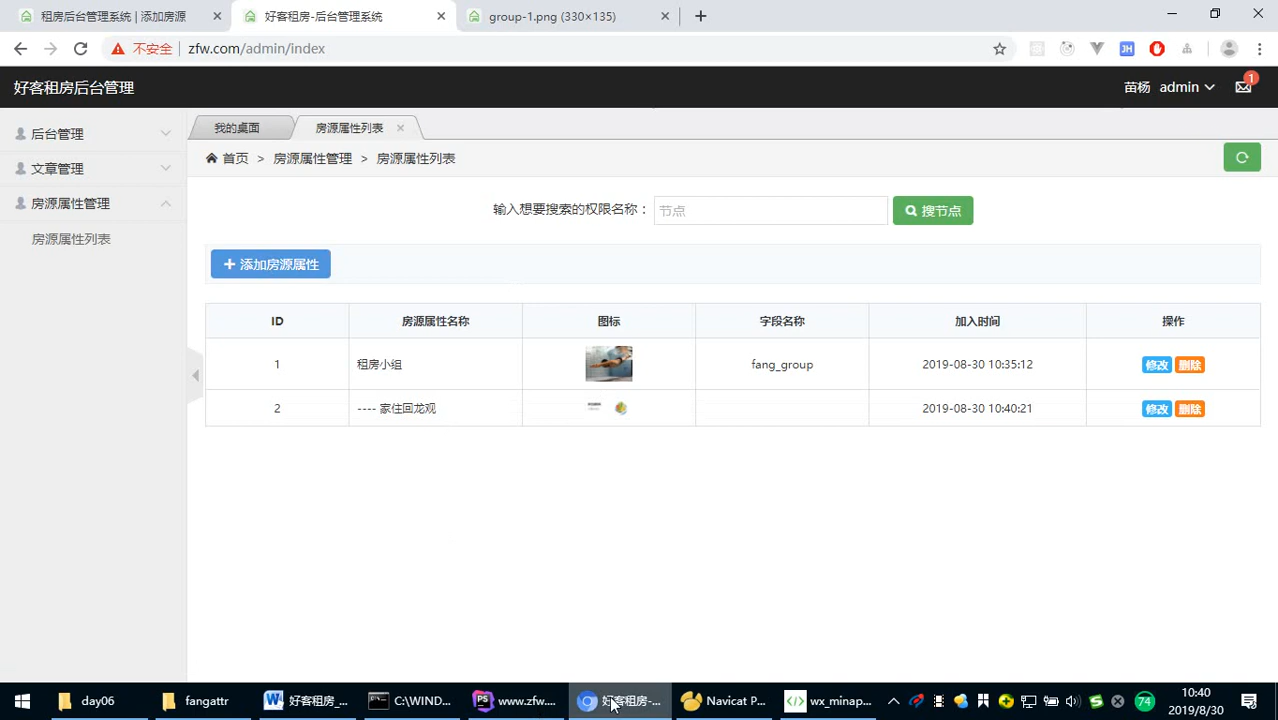 租房后台管理系统 | 添加房源
好客租房-后台管理系统
group-1.png (330×135)
不安全 zfw.com/admin/index
好客租房后台管理
苗杨 admin
1
后台管理
文章管理
房源属性管理
房源属性列表
我的桌面
房源属性列表
首页 > 房源属性管理 > 房源属性列表
输入想要搜索的权限名称： 节点 搜节点
添加房源属性
ID 房源属性名称 图标 字段名称 加入时间 操作
1 租房小组 fang_group 2019-08-30 10:35:12 修改 删除
2 ---- 家住回龙观 2019-08-30 10:40:21 修改 删除
day06
fangattr
好客租房_...
C:\WIND...
www.zfw....
好客租房-...
Navicat P...
wx_minap...
74
10:40
2019/8/30